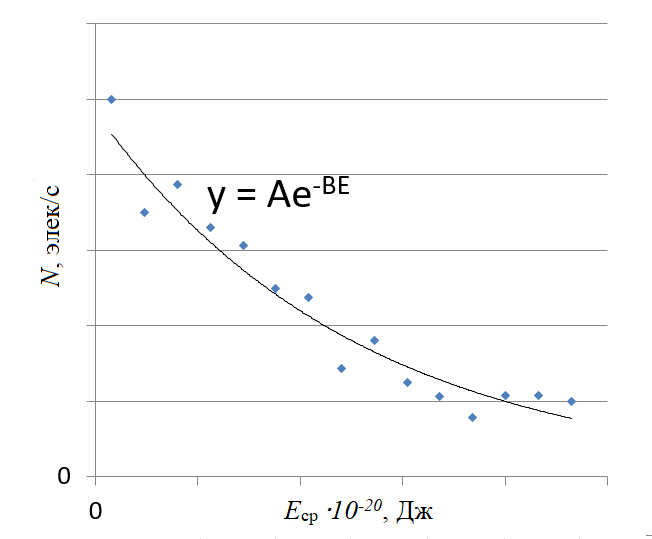 y = Ae-BE
N, элек/с
0
0
Eср ·10-20, Дж